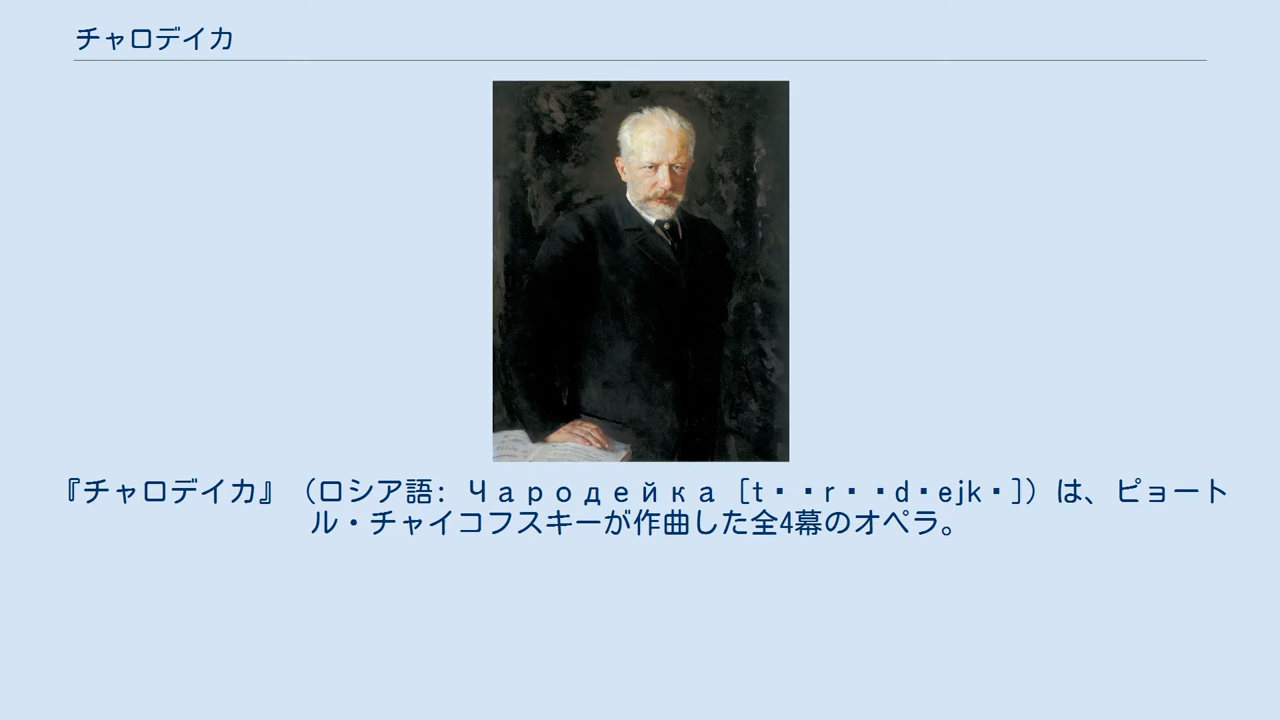 チャロデイカ
『チャロデイカ』（ロシア語: Чародейка [t・・r・・d・ejk・]）は、ピョート
ル・チャイコフスキーが作曲した全4幕のオペラ。